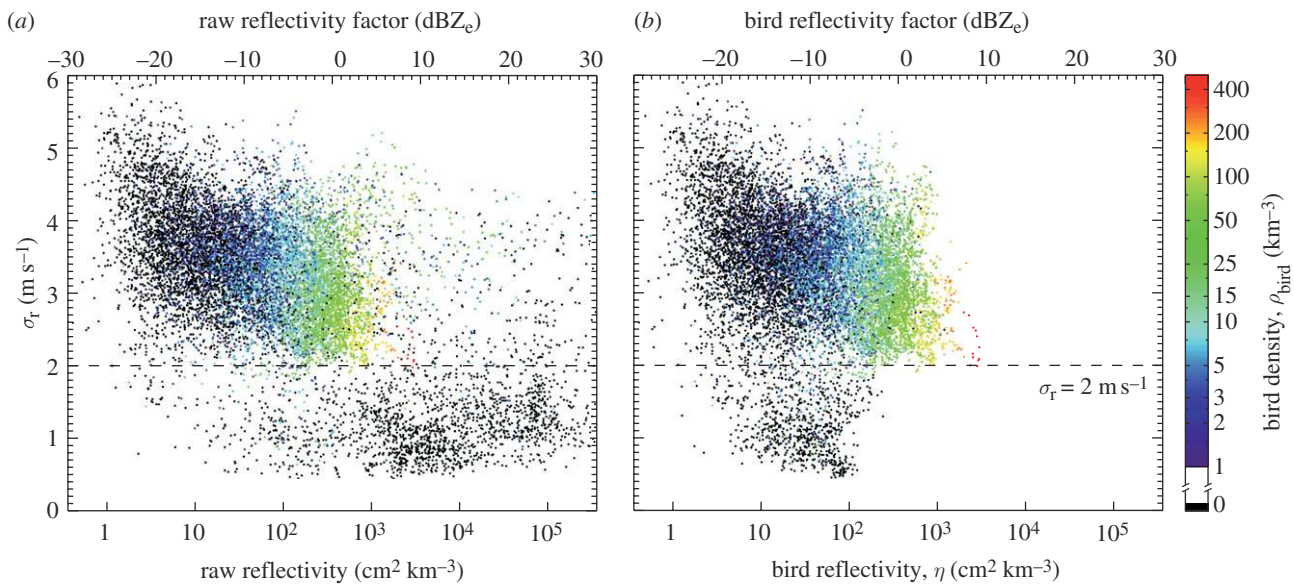 (a) raw reflectivity factor (dBZₑ)
−30 −20 −10 0 10 20 30
6
5
4
3
2
1
0
σᵣ (m s⁻¹)
1 10 10² 10³ 10⁴ 10⁵
raw reflectivity (cm² km⁻³)
(b) bird reflectivity factor (dBZₑ)
−20 −10 0 10 20 30
σᵣ = 2 m s⁻¹
1 10 10² 10³ 10⁴ 10⁵
bird reflectivity, η (cm² km⁻³)
400
200
100
50
25
15
10
5
3
2
1
0
bird density, ρbird (km⁻³)